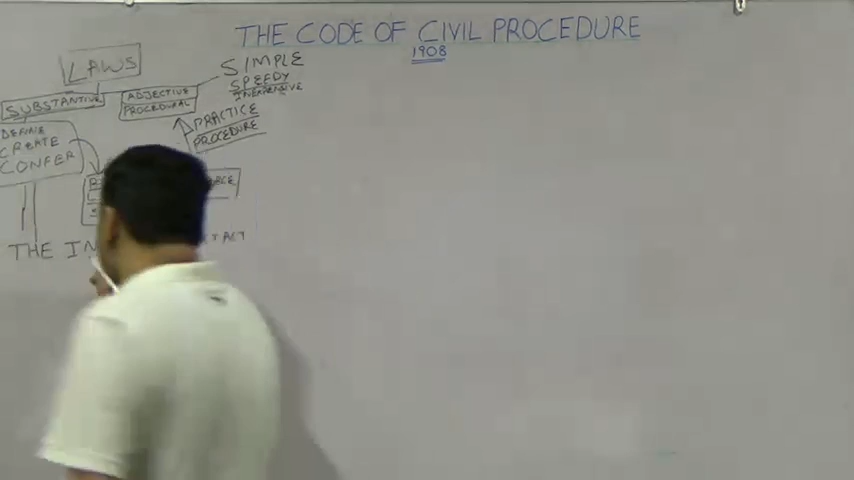 THE CODE OF CIVIL PROCEDURE
1908
LAWS
SUBSTANTIVE
ADJECTIVE
PROCEDURAL
SIMPLE
SPEEDY
INEXPENSIVE
PRACTICE
PROCEDURE
DEFINE
CREATE
CONFER
THE IN